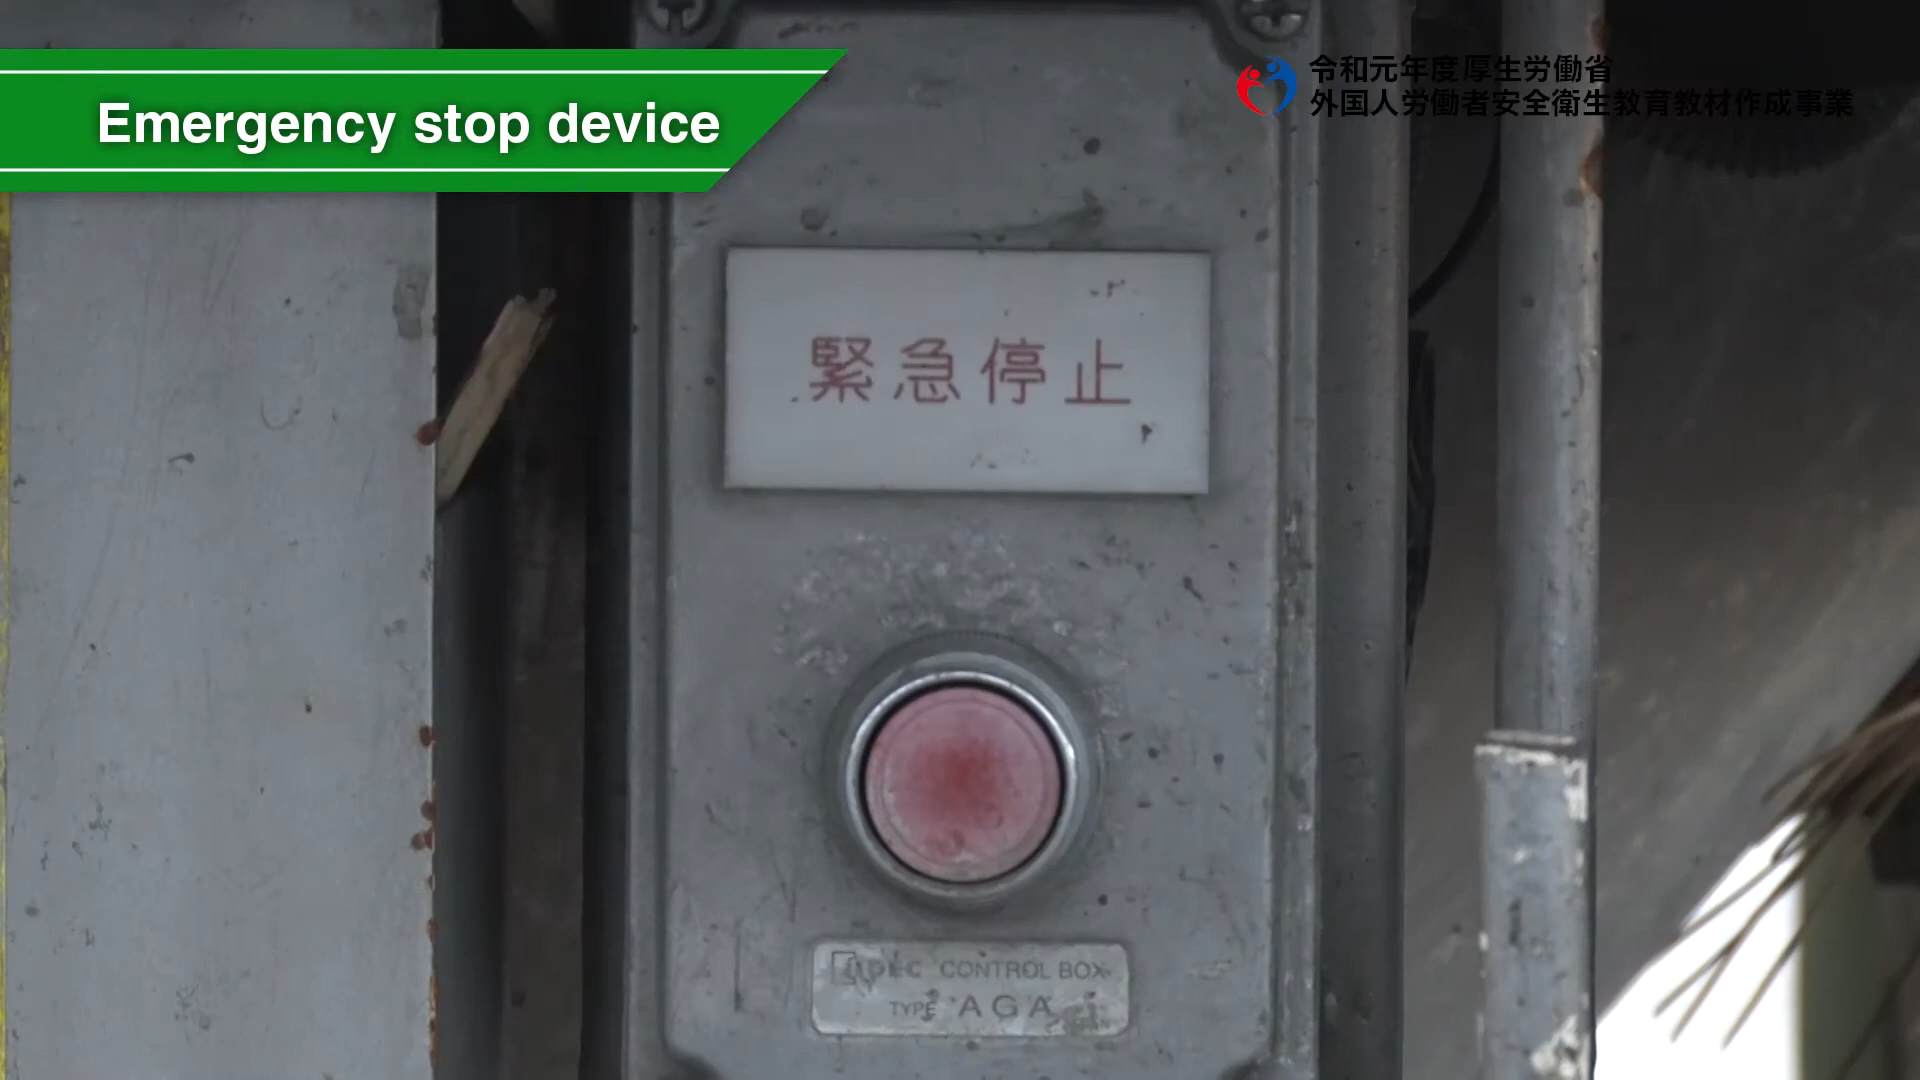 Emergency stop device
令和元年度厚生労働省
外国人労働者安全衛生教育教材作成事業
緊急停止
IDEC CONTROL BOX
TYPE AGA